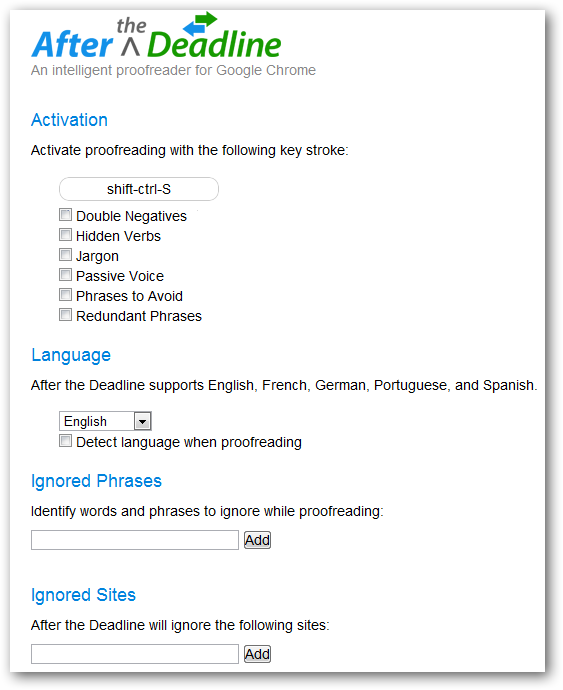 After the Deadline
An intelligent proofreader for Google Chrome
Activation
Activate proofreading with the following key stroke:
shift-ctrl-S
Double Negatives
Hidden Verbs
Jargon
Passive Voice
Phrases to Avoid
Redundant Phrases
Language
After the Deadline supports English, French, German, Portuguese, and Spanish.
English
Detect language when proofreading
Ignored Phrases
Identify words and phrases to ignore while proofreading:
Add
Ignored Sites
After the Deadline will ignore the following sites:
Add